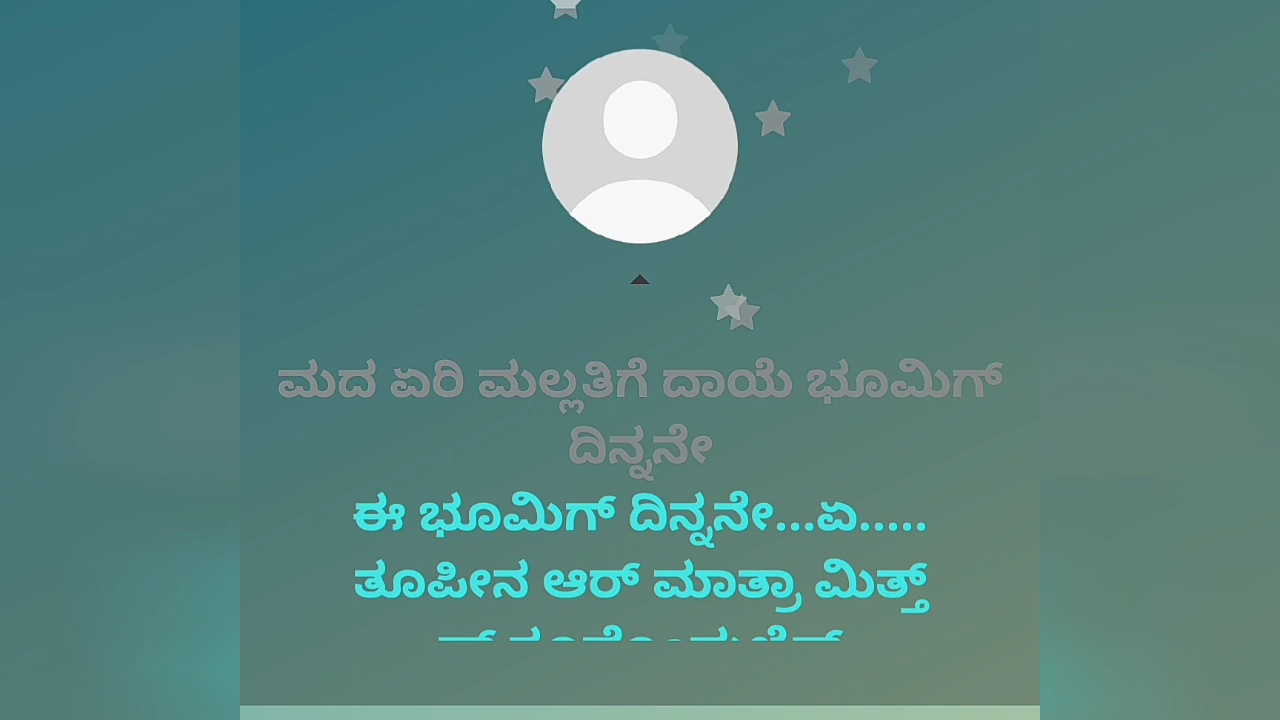 ಮದ ಏರಿ ಮಲ್ಲತಿಗೆ ದಾಯೆ ಭೂಮಿಗ್
ದಿನ್ನನೇ
ಈ ಭೂಮಿಗ್ ದಿನ್ನನೇ...ಏ.....
ತೂಪೀನ ಆರ್ ಮಾತ್ರಾ ಮಿತ್ತ್